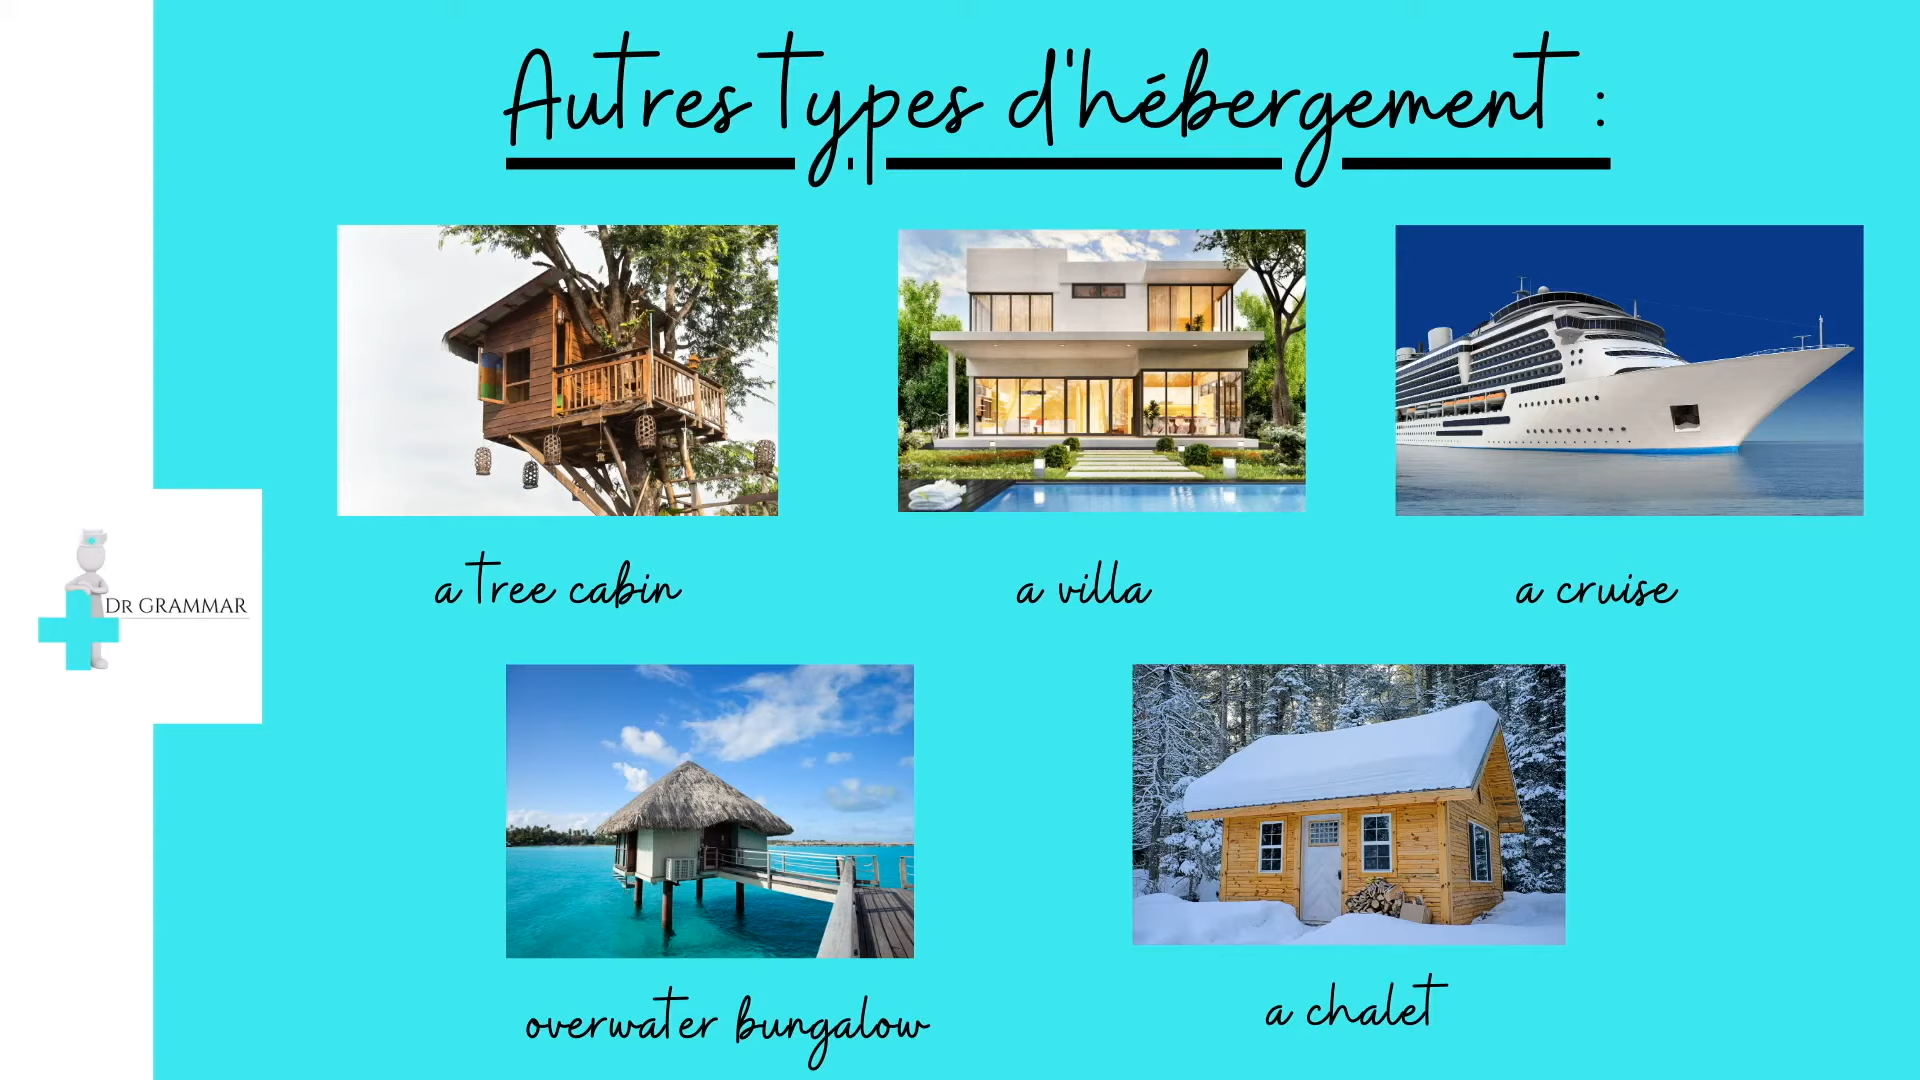 Autres types d'hébergement :
a tree cabin
a villa
a cruise
DR GRAMMAR
overwater bungalow
a chalet